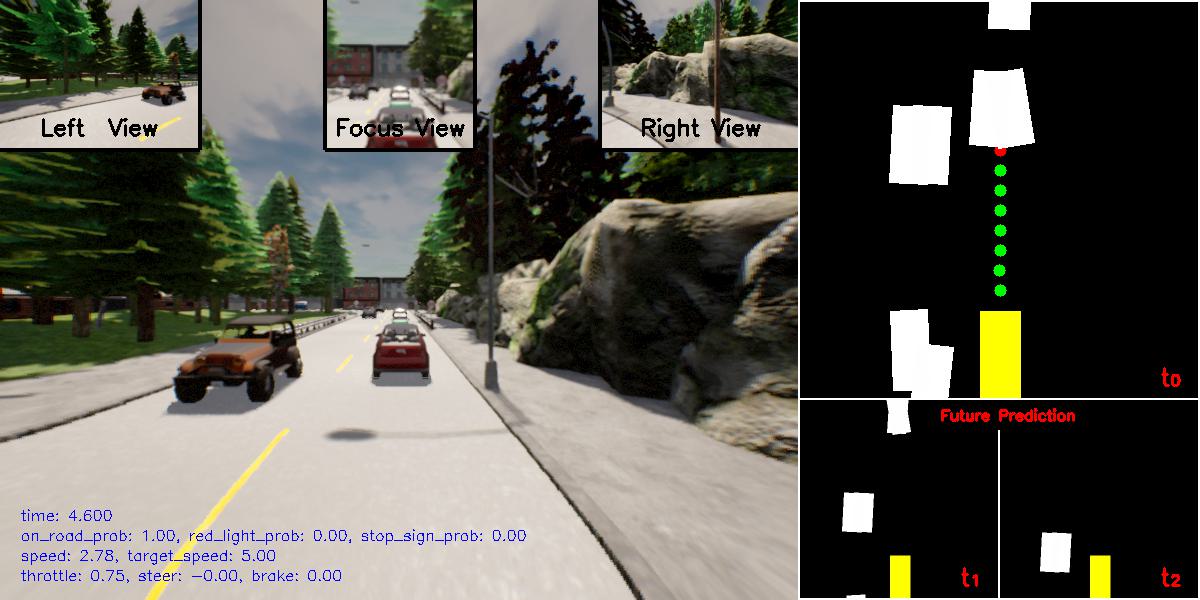 Left View
Focus View
Right View
t0
Future Prediction
t1
t2
time: 4.600
on_road_prob: 1.00, red_light_prob: 0.00, stop_sign_prob: 0.00
speed: 2.78, target_speed: 5.00
throttle: 0.75, steer: −0.00, brake: 0.00